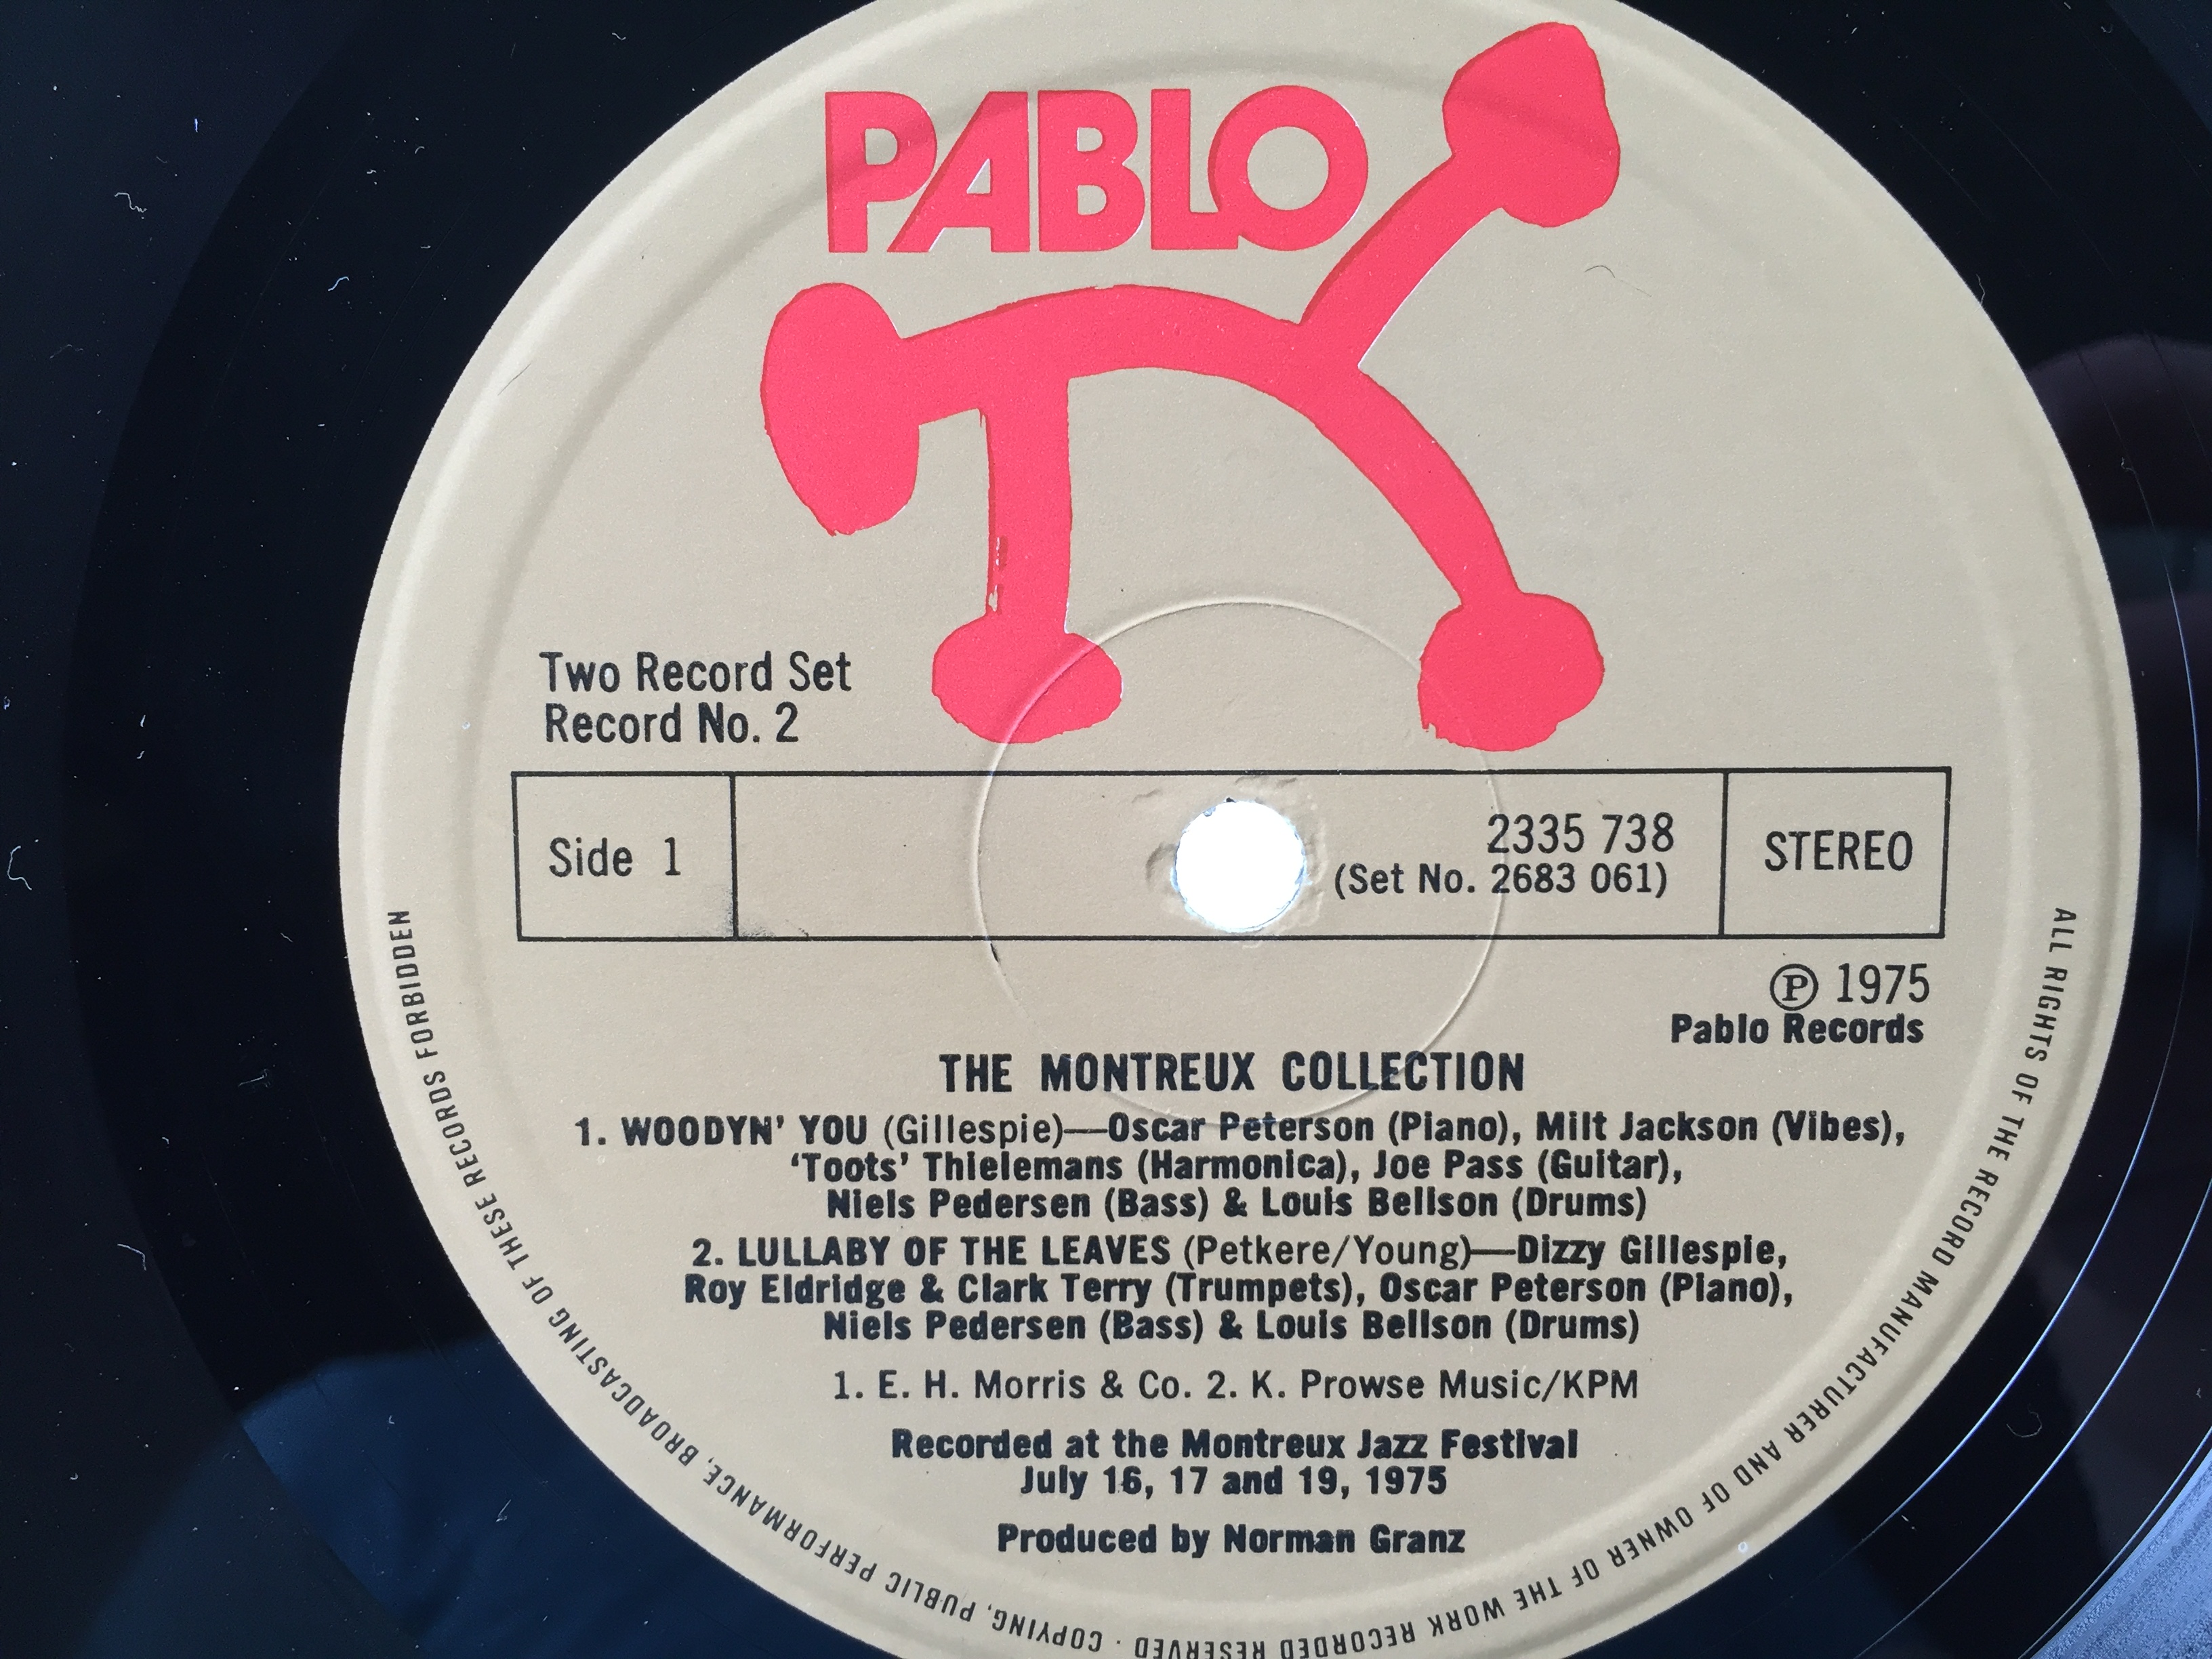 PABLO
Two Record Set
Record No. 2
Side 1
2335 738
(Set No. 2683 061)
STEREO
Ⓟ 1975
Pablo Records
THE MONTREUX COLLECTION
1. WOODYN’ YOU (Gillespie)—Oscar Peterson (Piano), Milt Jackson (Vibes),
‘Toots’ Thielemans (Harmonica), Joe Pass (Guitar),
Niels Pedersen (Bass) & Louis Bellson (Drums)
2. LULLABY OF THE LEAVES (Petkere/Young)—Dizzy Gillespie,
Roy Eldridge & Clark Terry (Trumpets), Oscar Peterson (Piano),
Niels Pedersen (Bass) & Louis Bellson (Drums)
1. E. H. Morris & Co. 2. K. Prowse Music/KPM
Recorded at the Montreux Jazz Festival
July 16, 17 and 19, 1975
Produced by Norman Granz
ALL RIGHTS OF THE RECORD MANUFACTURER AND OF OWNER OF THE WORK RECORDED RESERVED · COPYING, PUBLIC PERFORMANCE, BROADCASTING OF THESE RECORDS FORBIDDEN